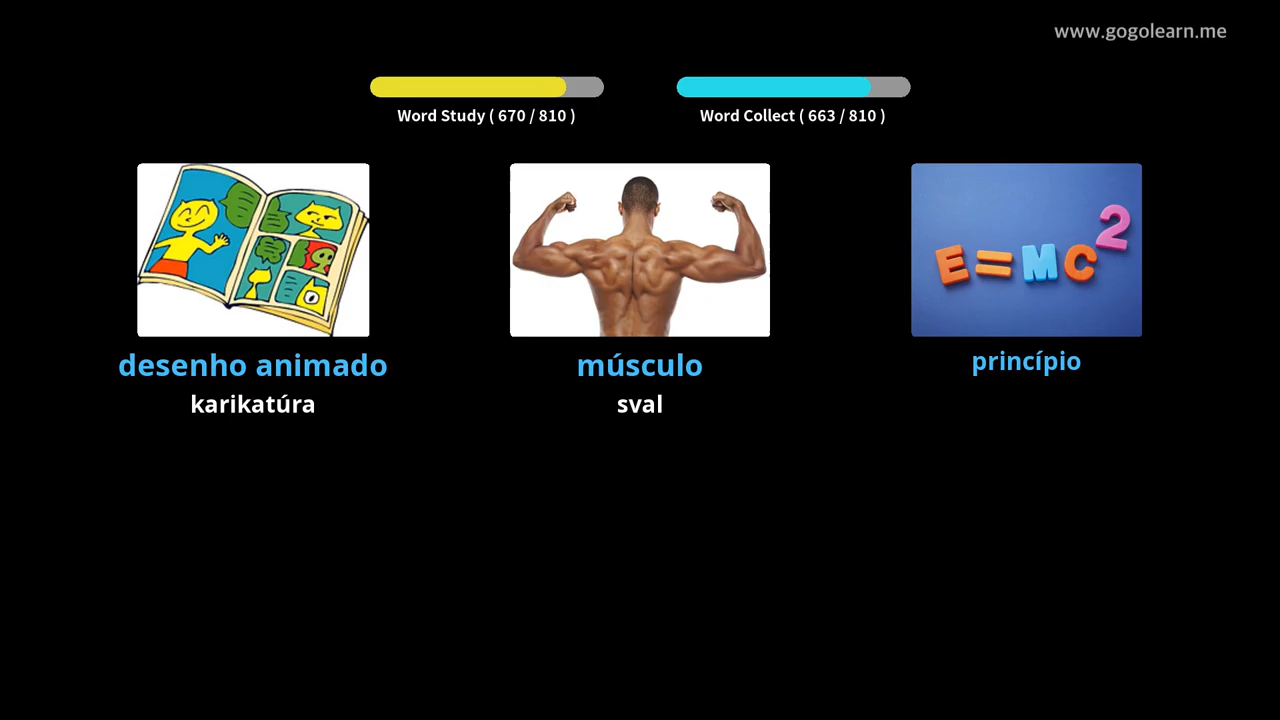 www.gogolearn.me
Word Study ( 670 / 810 )
Word Collect ( 663 / 810 )
E=MC2
desenho animado
músculo
princípio
karikatúra
sval